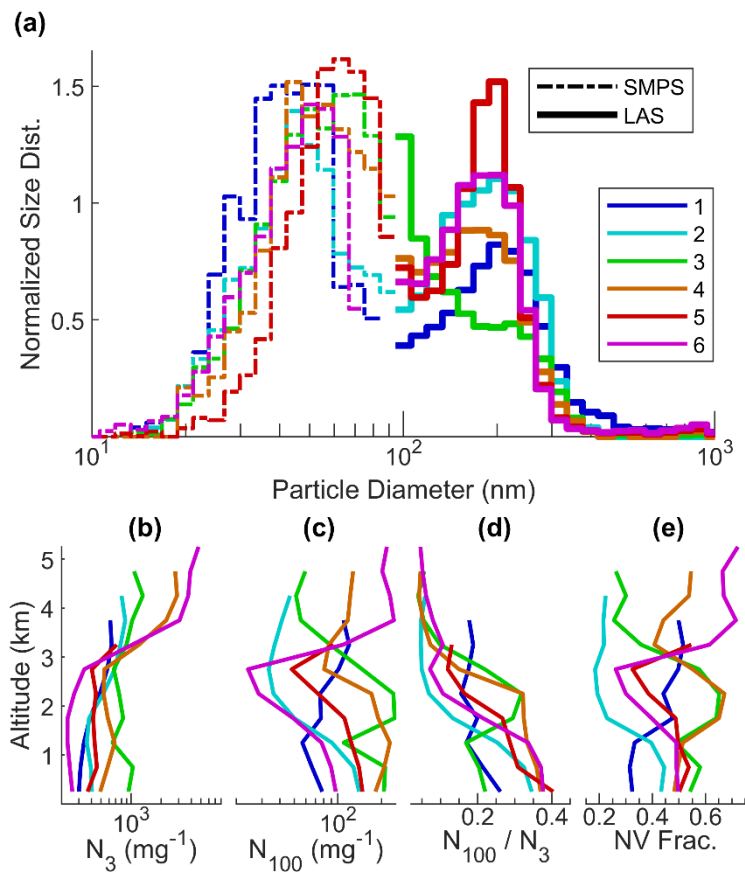 (a)
Normalized Size Dist.
1.5
1
0.5
SMPS
LAS
1
2
3
4
5
6
10^1
10^2
10^3
Particle Diameter (nm)
(b)
(c)
(d)
(e)
Altitude (km)
5
4
3
2
1
10^3
10^2
0.2 0.4
0.2 0.4 0.6
N_3 (mg^-1)
N_100 (mg^-1)
N_100 / N_3
NV Frac.